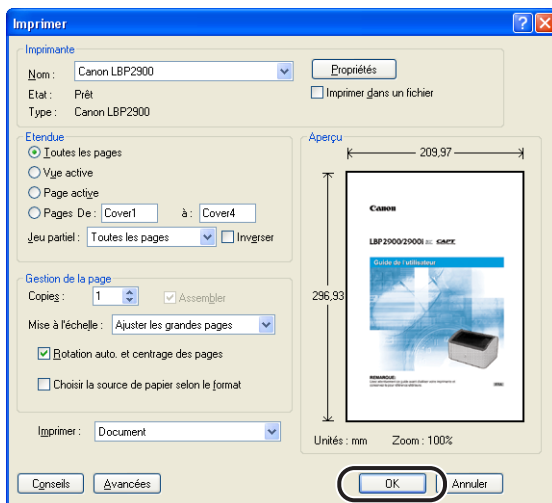 Imprimer
Imprimante
Nom : Canon LBP2900 Propriétés
Etat : Prêt Imprimer dans un fichier
Type : Canon LBP2900
Etendue
Toutes les pages
Vue active
Page active
Pages De : Cover1 à : Cover4
Jeu partiel : Toutes les pages Inverser
Gestion de la page
Copies : 1 Assembler
Mise à l'échelle : Ajuster les grandes pages
Rotation auto. et centrage des pages
Choisir la source de papier selon le format
Imprimer : Document
Aperçu
209,97
296,93
Canon
LBP2900/2900i CAPT
Guide de l'utilisateur
REMARQUE:
Unités : mm Zoom : 100%
Conseils Avancées OK Annuler